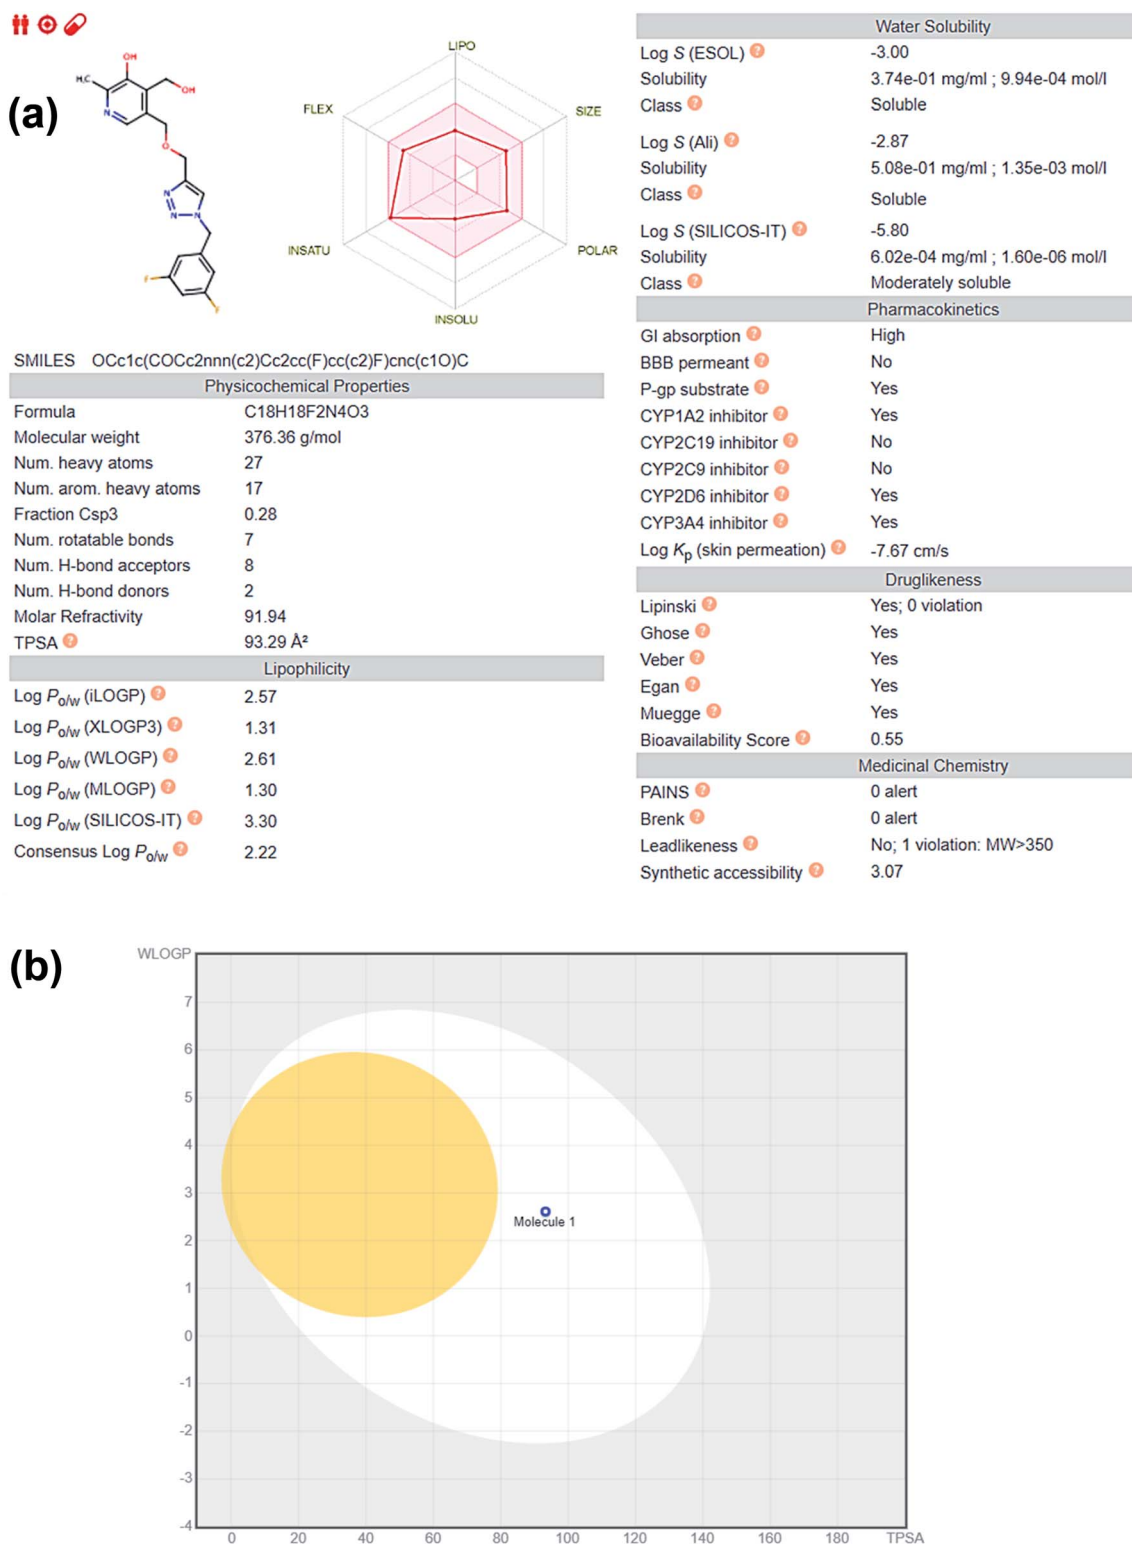 (a)
OH
H₃C
OH
N
O
N
N
N
F
F
LIPO
FLEX
SIZE
INSATU
POLAR
INSOLU
SMILES OCc1c(COCc2nnn(c2)Cc2cc(F)cc(c2)F)cnc(c1O)C
Physicochemical Properties
Formula C18H18F2N4O3
Molecular weight 376.36 g/mol
Num. heavy atoms 27
Num. arom. heavy atoms 17
Fraction Csp3 0.28
Num. rotatable bonds 7
Num. H-bond acceptors 8
Num. H-bond donors 2
Molar Refractivity 91.94
TPSA ? 93.29 Å²
Lipophilicity
Log Po/w (iLOGP) ? 2.57
Log Po/w (XLOGP3) ? 1.31
Log Po/w (WLOGP) ? 2.61
Log Po/w (MLOGP) ? 1.30
Log Po/w (SILICOS-IT) ? 3.30
Consensus Log Po/w ? 2.22
Water Solubility
Log S (ESOL) ? -3.00
Solubility 3.74e-01 mg/ml ; 9.94e-04 mol/l
Class ? Soluble
Log S (Ali) ? -2.87
Solubility 5.08e-01 mg/ml ; 1.35e-03 mol/l
Class ? Soluble
Log S (SILICOS-IT) ? -5.80
Solubility 6.02e-04 mg/ml ; 1.60e-06 mol/l
Class ? Moderately soluble
Pharmacokinetics
GI absorption ? High
BBB permeant ? No
P-gp substrate ? Yes
CYP1A2 inhibitor ? Yes
CYP2C19 inhibitor ? No
CYP2C9 inhibitor ? No
CYP2D6 inhibitor ? Yes
CYP3A4 inhibitor ? Yes
Log Kp (skin permeation) ? -7.67 cm/s
Druglikeness
Lipinski ? Yes; 0 violation
Ghose ? Yes
Veber ? Yes
Egan ? Yes
Muegge ? Yes
Bioavailability Score ? 0.55
Medicinal Chemistry
PAINS ? 0 alert
Brenk ? 0 alert
Leadlikeness ? No; 1 violation: MW>350
Synthetic accessibility ? 3.07
(b)
WLOGP
7
6
5
4
3
2
1
0
-1
-2
-3
-4
Molecule 1
0 20 40 60 80 100 120 140 160 180 TPSA